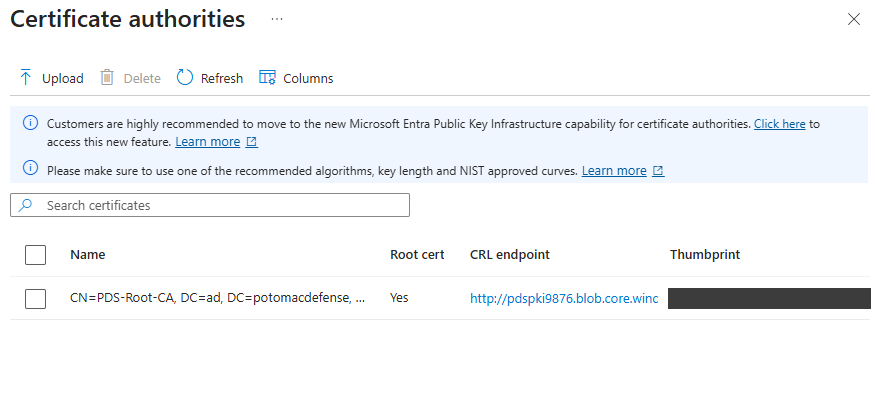 Certificate authorities ...
Upload Delete Refresh Columns
Customers are highly recommended to move to the new Microsoft Entra Public Key Infrastructure capability for certificate authorities. Click here to
access this new feature. Learn more
Please make sure to use one of the recommended algorithms, key length and NIST approved curves. Learn more
Search certificates
Name Root cert CRL endpoint Thumbprint
CN=PDS-Root-CA, DC=ad, DC=potomacdefense, ... Yes http://pdspki9876.blob.core.winc